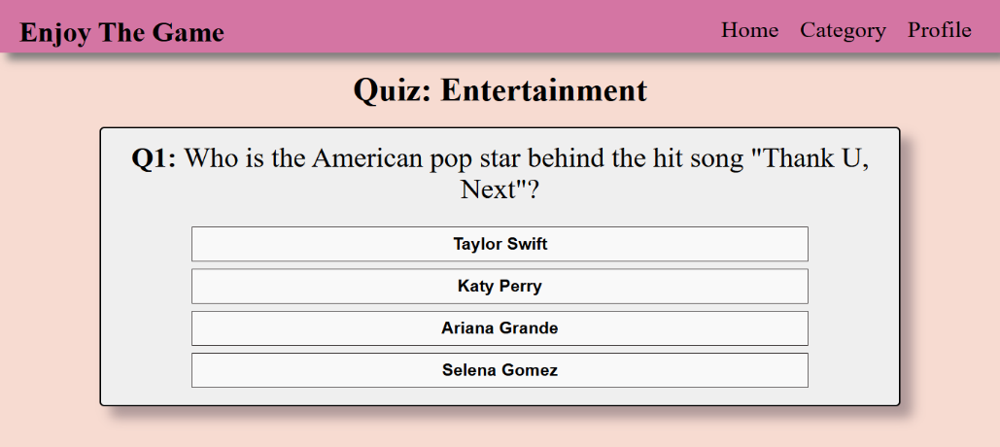 Enjoy The Game
Home Category Profile
Quiz: Entertainment
Q1: Who is the American pop star behind the hit song "Thank U,
Next"?
Taylor Swift
Katy Perry
Ariana Grande
Selena Gomez